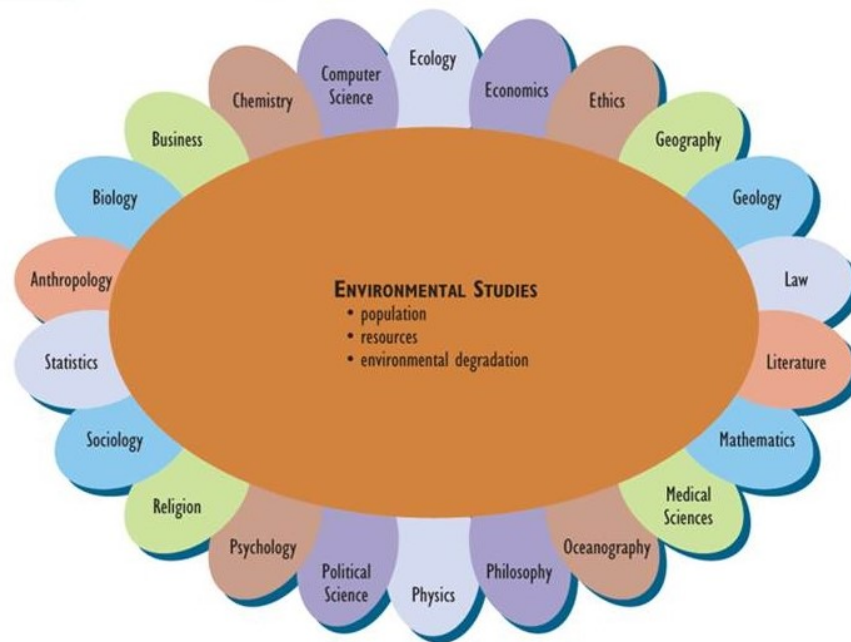 Ecology
Economics
Ethics
Geography
Geology
Law
Literature
Mathematics
Medical
Sciences
Oceanography
Philosophy
Physics
Political
Science
Psychology
Religion
Sociology
Statistics
Anthropology
Biology
Business
Chemistry
Computer
Science
ENVIRONMENTAL STUDIES
• population
• resources
• environmental degradation